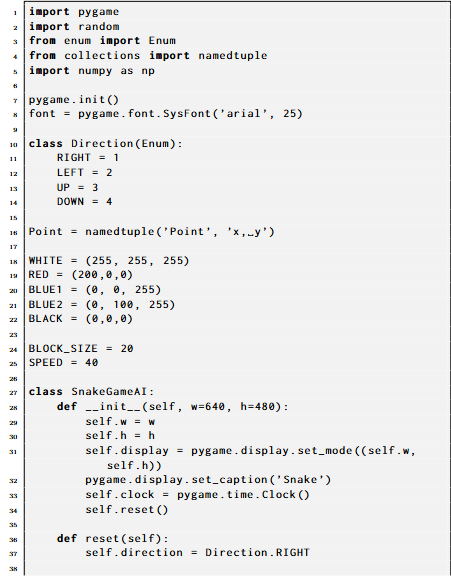 1 import pygame
2 import random
3 from enum import Enum
4 from collections import namedtuple
5 import numpy as np
6
7 pygame.init()
8 font = pygame.font.SysFont('arial', 25)
9
10 class Direction(Enum):
11     RIGHT = 1
12     LEFT = 2
13     UP = 3
14     DOWN = 4
15
16 Point = namedtuple('Point', 'x,␣y')
17
18 WHITE = (255, 255, 255)
19 RED = (200,0,0)
20 BLUE1 = (0, 0, 255)
21 BLUE2 = (0, 100, 255)
22 BLACK = (0,0,0)
23
24 BLOCK_SIZE = 20
25 SPEED = 40
26
27 class SnakeGameAI:
28     def __init__(self, w=640, h=480):
29         self.w = w
30         self.h = h
31         self.display = pygame.display.set_mode((self.w,
            self.h))
32         pygame.display.set_caption('Snake')
33         self.clock = pygame.time.Clock()
34         self.reset()
35
36     def reset(self):
37         self.direction = Direction.RIGHT
38